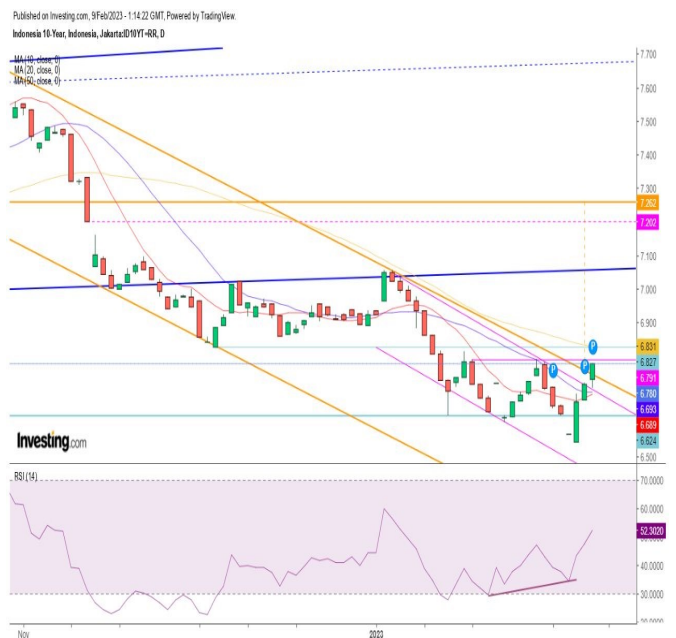 Published on Investing.com, 9/Feb/2023 - 1:14:22 GMT, Powered by TradingView.
Indonesia 10-Year, Indonesia, Jakarta:ID10YT=RR, D
MA (10, close, 0)
MA (20, close, 0)
MA (50, close, 0)
7.700
7.600
7.500
7.400
7.300
7.262
7.202
7.100
7.000
6.900
6.831
6.827
6.791
6.780
6.693
6.689
6.624
6.500
P
P
P
Investing.com
RSI (14)
70.0000
60.0000
52.3020
40.0000
30.0000
Nov
2023